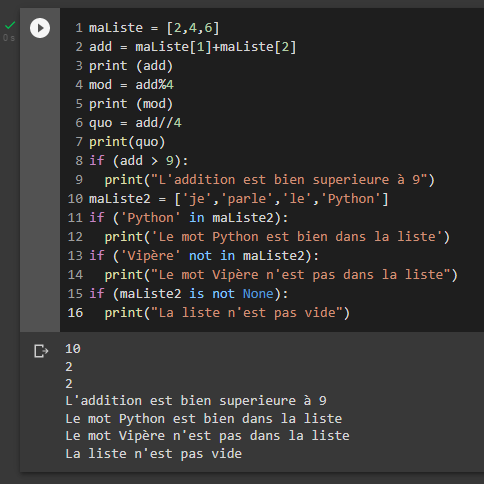 0s
1 maListe = [2,4,6]
2 add = maListe[1]+maListe[2]
3 print (add)
4 mod = add%4
5 print (mod)
6 quo = add//4
7 print(quo)
8 if (add > 9):
9   print("L'addition est bien superieure à 9")
10 maListe2 = ['je','parle','le','Python']
11 if ('Python' in maListe2):
12   print('Le mot Python est bien dans la liste')
13 if ('Vipère' not in maListe2):
14   print("Le mot Vipère n'est pas dans la liste")
15 if (maListe2 is not None):
16   print("La liste n'est pas vide")
10
2
2
L'addition est bien superieure à 9
Le mot Python est bien dans la liste
Le mot Vipère n'est pas dans la liste
La liste n'est pas vide